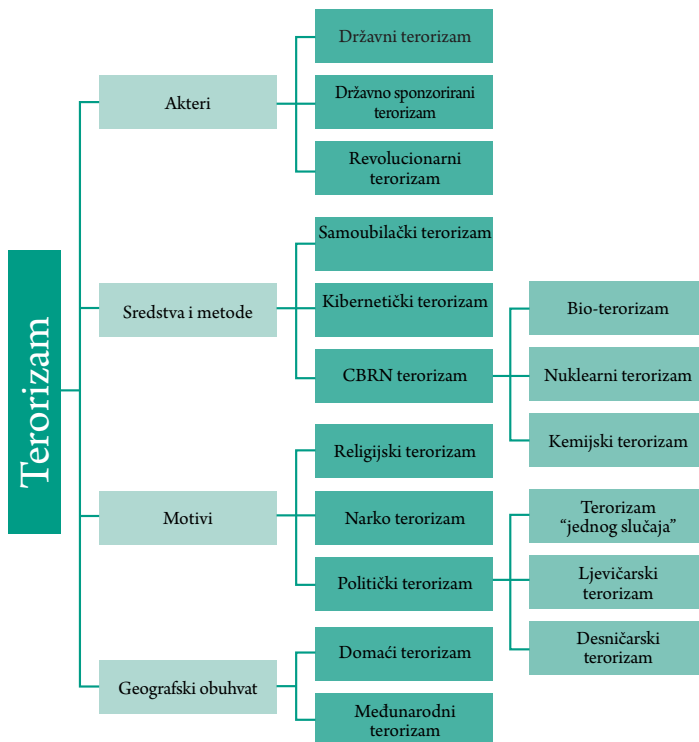 Terorizam
Akteri
Državni terorizam
Državno sponzorirani
terorizam
Revolucionarni
terorizam
Sredstva i metode
Samoubilački terorizam
Kibernetički terorizam
CBRN terorizam
Bio-terorizam
Nuklearni terorizam
Kemijski terorizam
Motivi
Religijski terorizam
Narko terorizam
Politički terorizam
Terorizam
“jednog slučaja”
Ljevičarski
terorizam
Desničarski
terorizam
Geografski obuhvat
Domaći terorizam
Međunarodni
terorizam